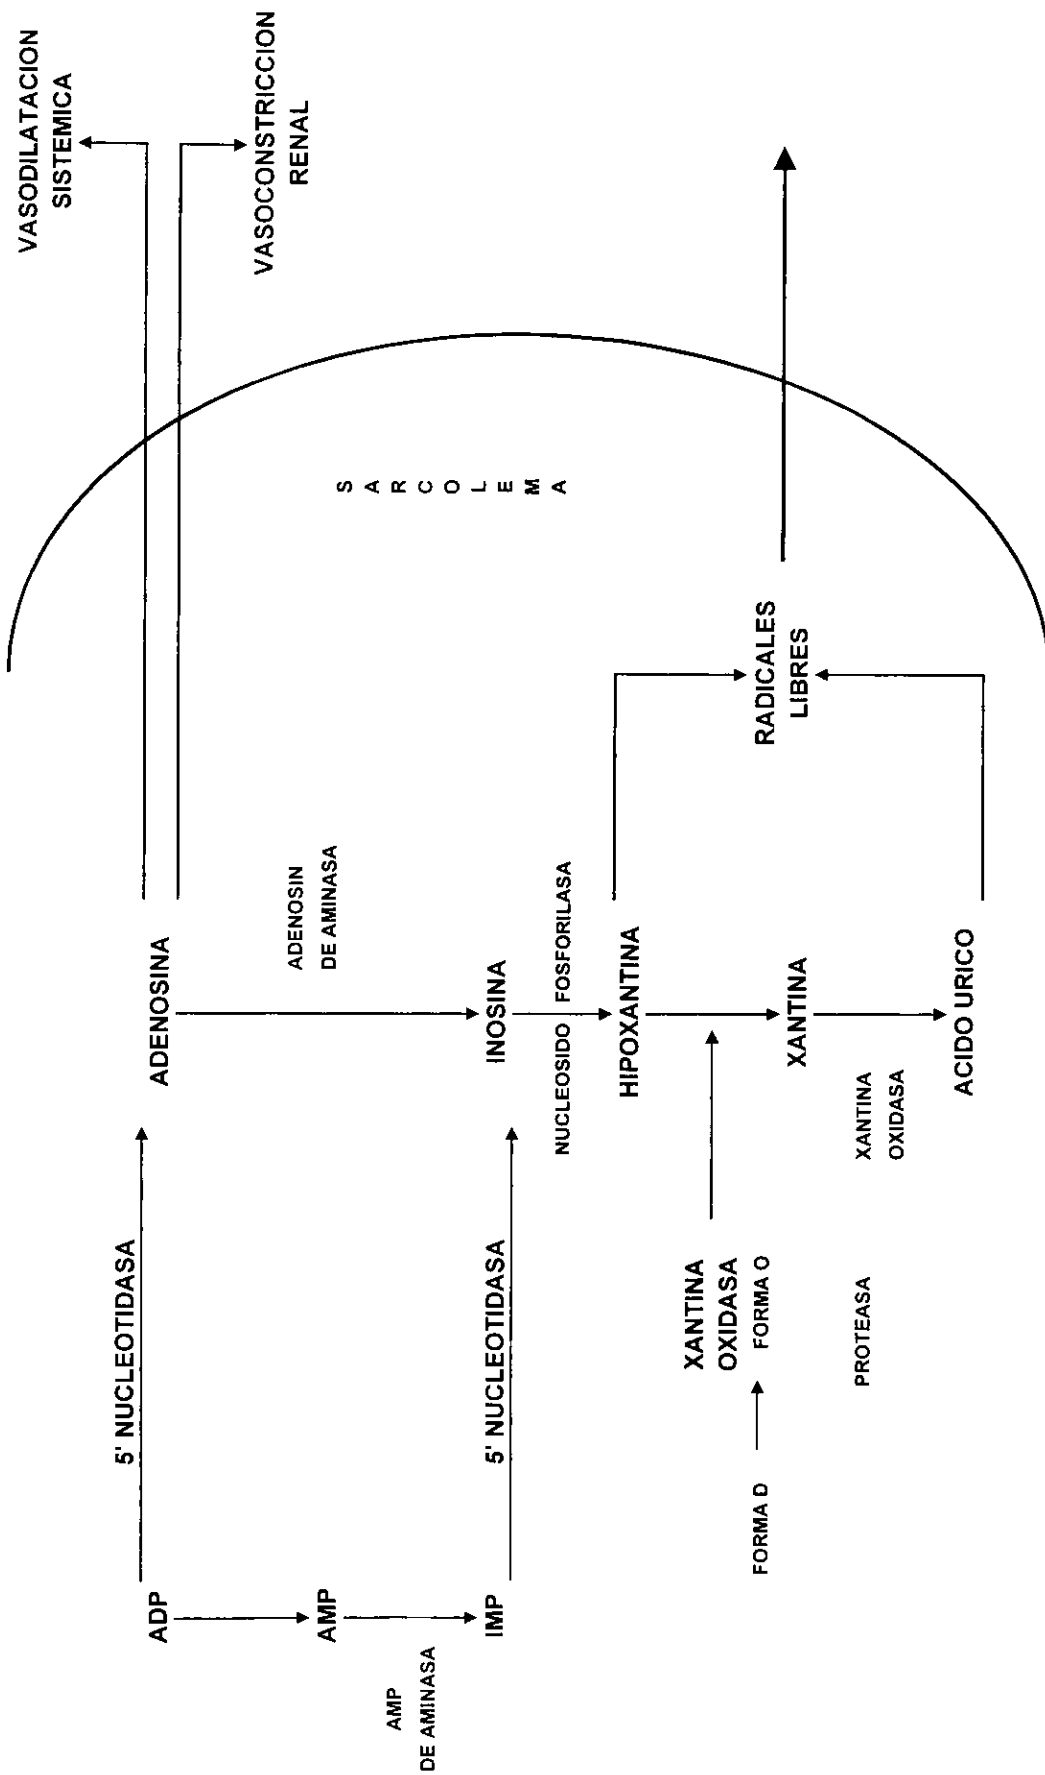 VASODILATACION
SISTEMICA
VASOCONSTRICCION
RENAL
S
A
R
C
O
L
E
M
A
ADP
5' NUCLEOTIDASA
ADENOSINA
AMP
AMP
DE AMINASA
ADENOSIN
DE AMINASA
IMP
5' NUCLEOTIDASA
INOSINA
NUCLEOSIDO FOSFORILASA
HIPOXANTINA
RADICALES
LIBRES
XANTINA
OXIDASA
FORMA D
FORMA O
XANTINA
PROTEASA
XANTINA
OXIDASA
ACIDO URICO